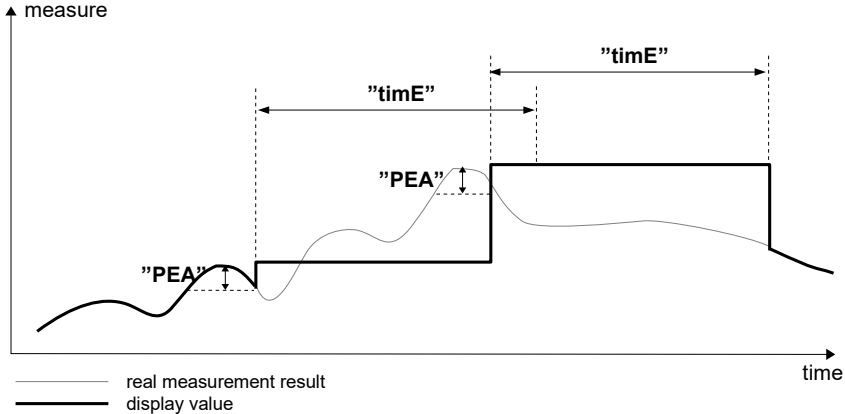 measure
”timE”
”timE”
”PEA”
”PEA”
time
real measurement result
display value